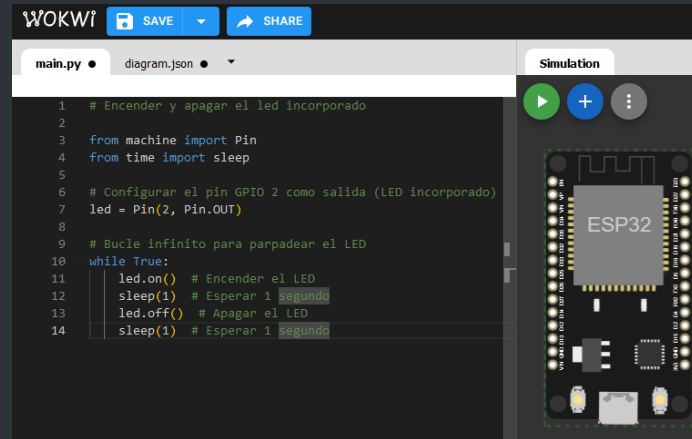 WOKWi SAVE SHARE
main.py ● diagram.json ●
Simulation
1 # Encender y apagar el led incorporado
2
3 from machine import Pin
4 from time import sleep
5
6 # Configurar el pin GPIO 2 como salida (LED incorporado)
7 led = Pin(2, Pin.OUT)
8
9 # Bucle infinito para parpadear el LED
10 while True:
11 led.on() # Encender el LED
12 sleep(1) # Esperar 1 segundo
13 led.off() # Apagar el LED
14 sleep(1) # Esperar 1 segundo
ESP32